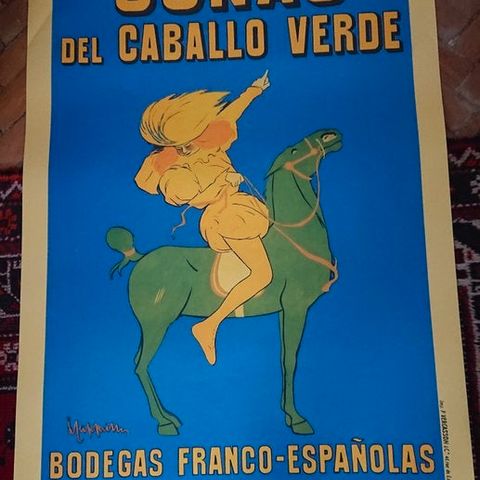 DEL CABALLO VERDE
BODEGAS FRANCO-ESPAÑOLAS